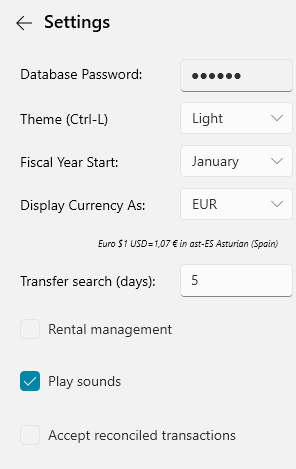 Settings
Database Password: ●●●●●●
Theme (Ctrl-L) Light
Fiscal Year Start: January
Display Currency As: EUR
Euro $1 USD=1,07 € in ast-ES Asturian (Spain)
Transfer search (days): 5
Rental management
Play sounds
Accept reconciled transactions